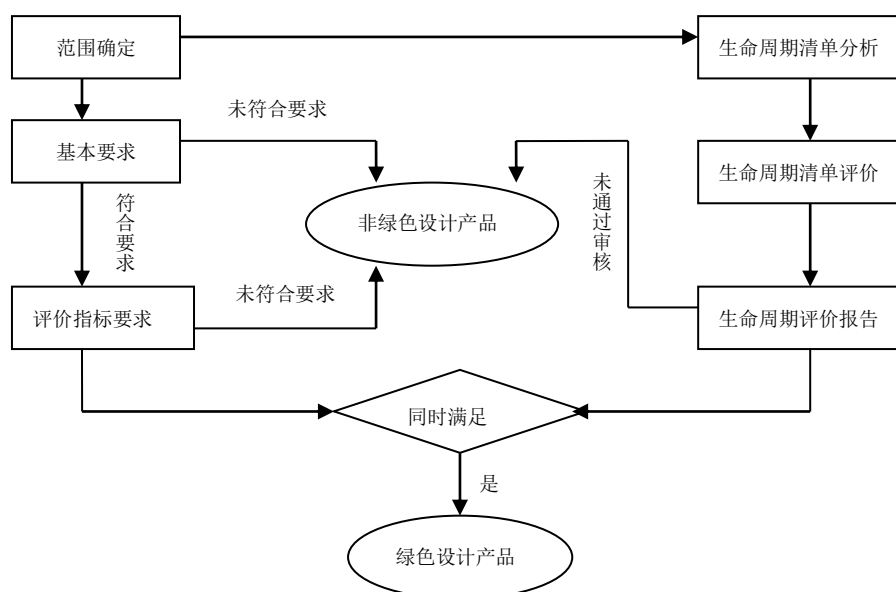 范围确定
生命周期清单分析
未符合要求
基本要求
生命周期清单评价
符合要求
未通过审核
非绿色设计产品
未符合要求
评价指标要求
生命周期评价报告
同时满足
是
绿色设计产品